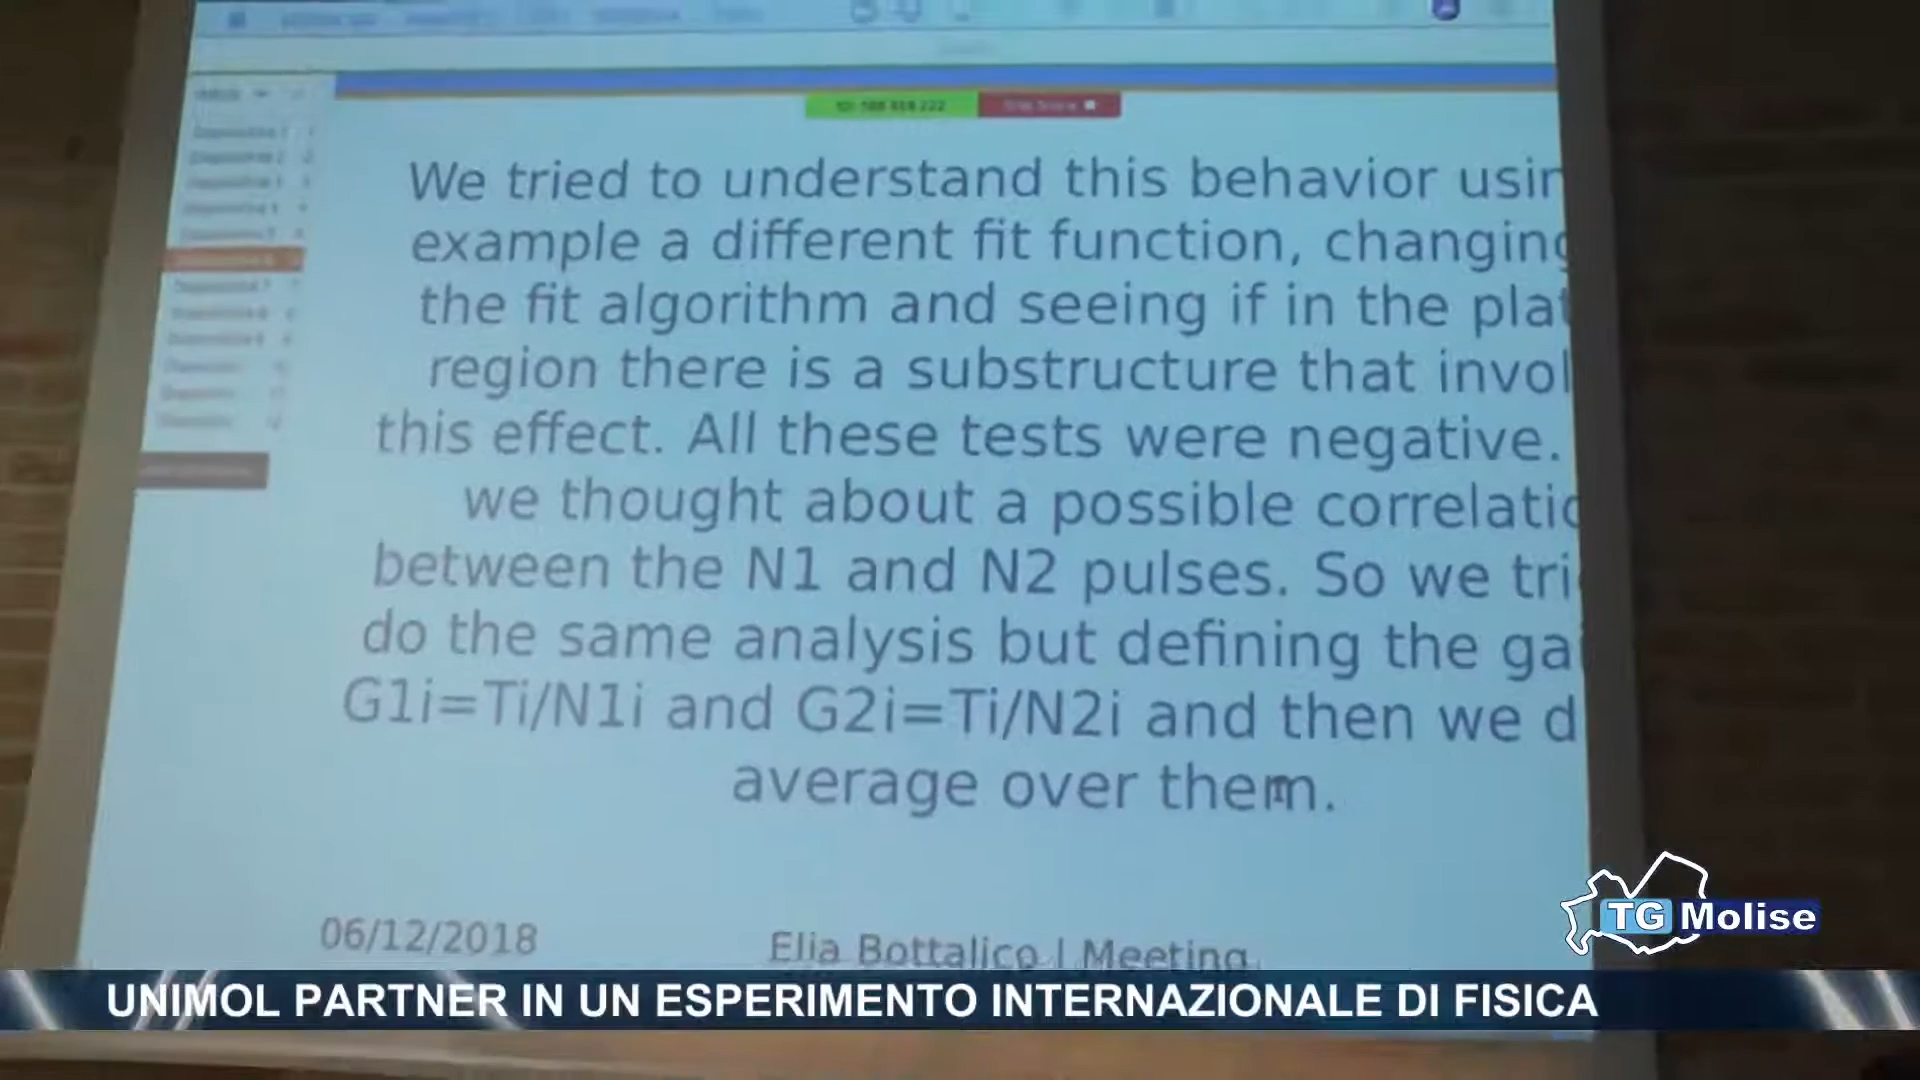 We tried to understand this behavior usin
example a different fit function, changing
the fit algorithm and seeing if in the plat
region there is a substructure that invol
this effect. All these tests were negative.
we thought about a possible correlatio
between the N1 and N2 pulses. So we tri
do the same analysis but defining the ga
G1i=Ti/N1i and G2i=Ti/N2i and then we d
average over them.
06/12/2018
Elia Bottalico | Meeting
TG Molise
UNIMOL PARTNER IN UN ESPERIMENTO INTERNAZIONALE DI FISICA